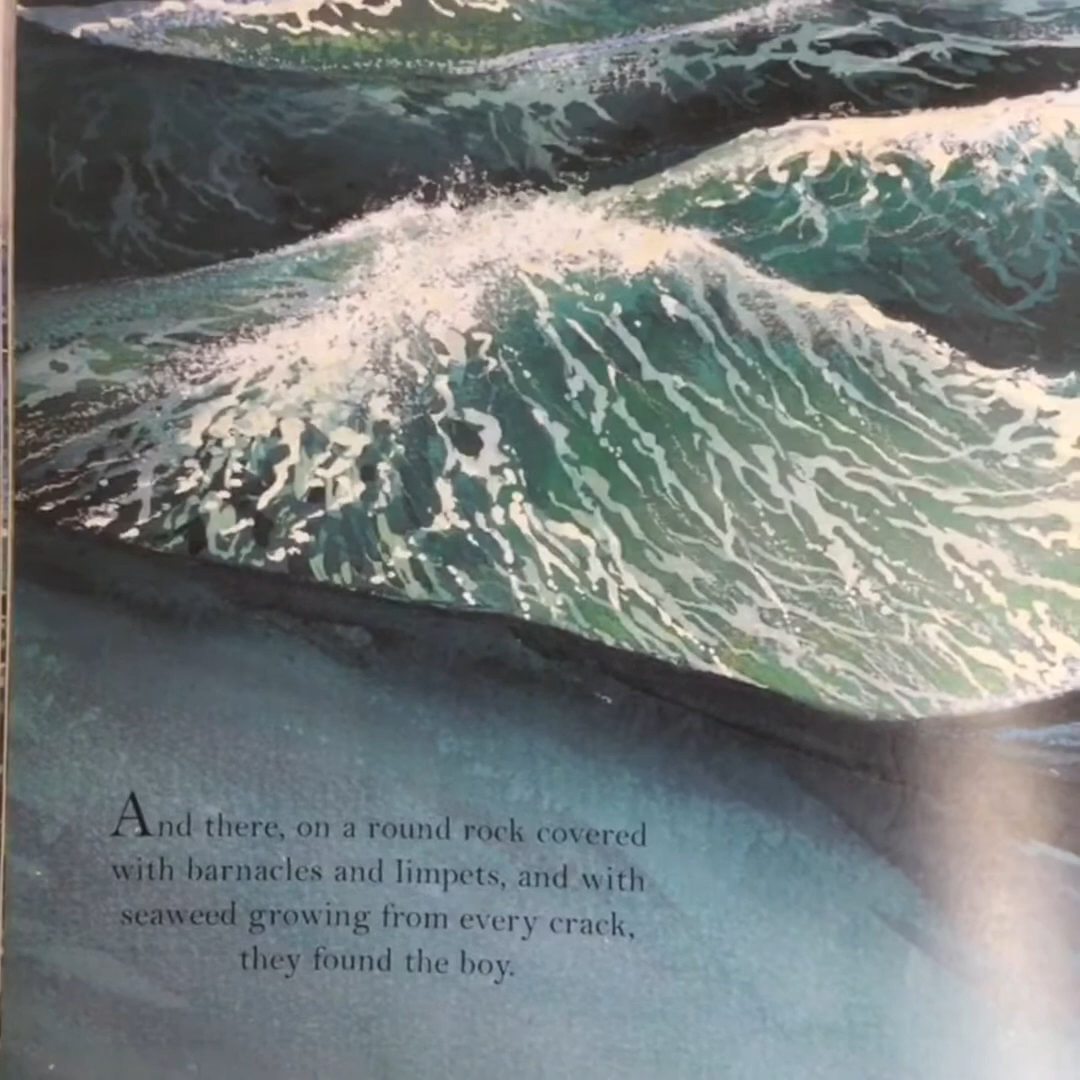 And there, on a round rock covered
with barnacles and limpets, and with
seaweed growing from every crack,
they found the boy.